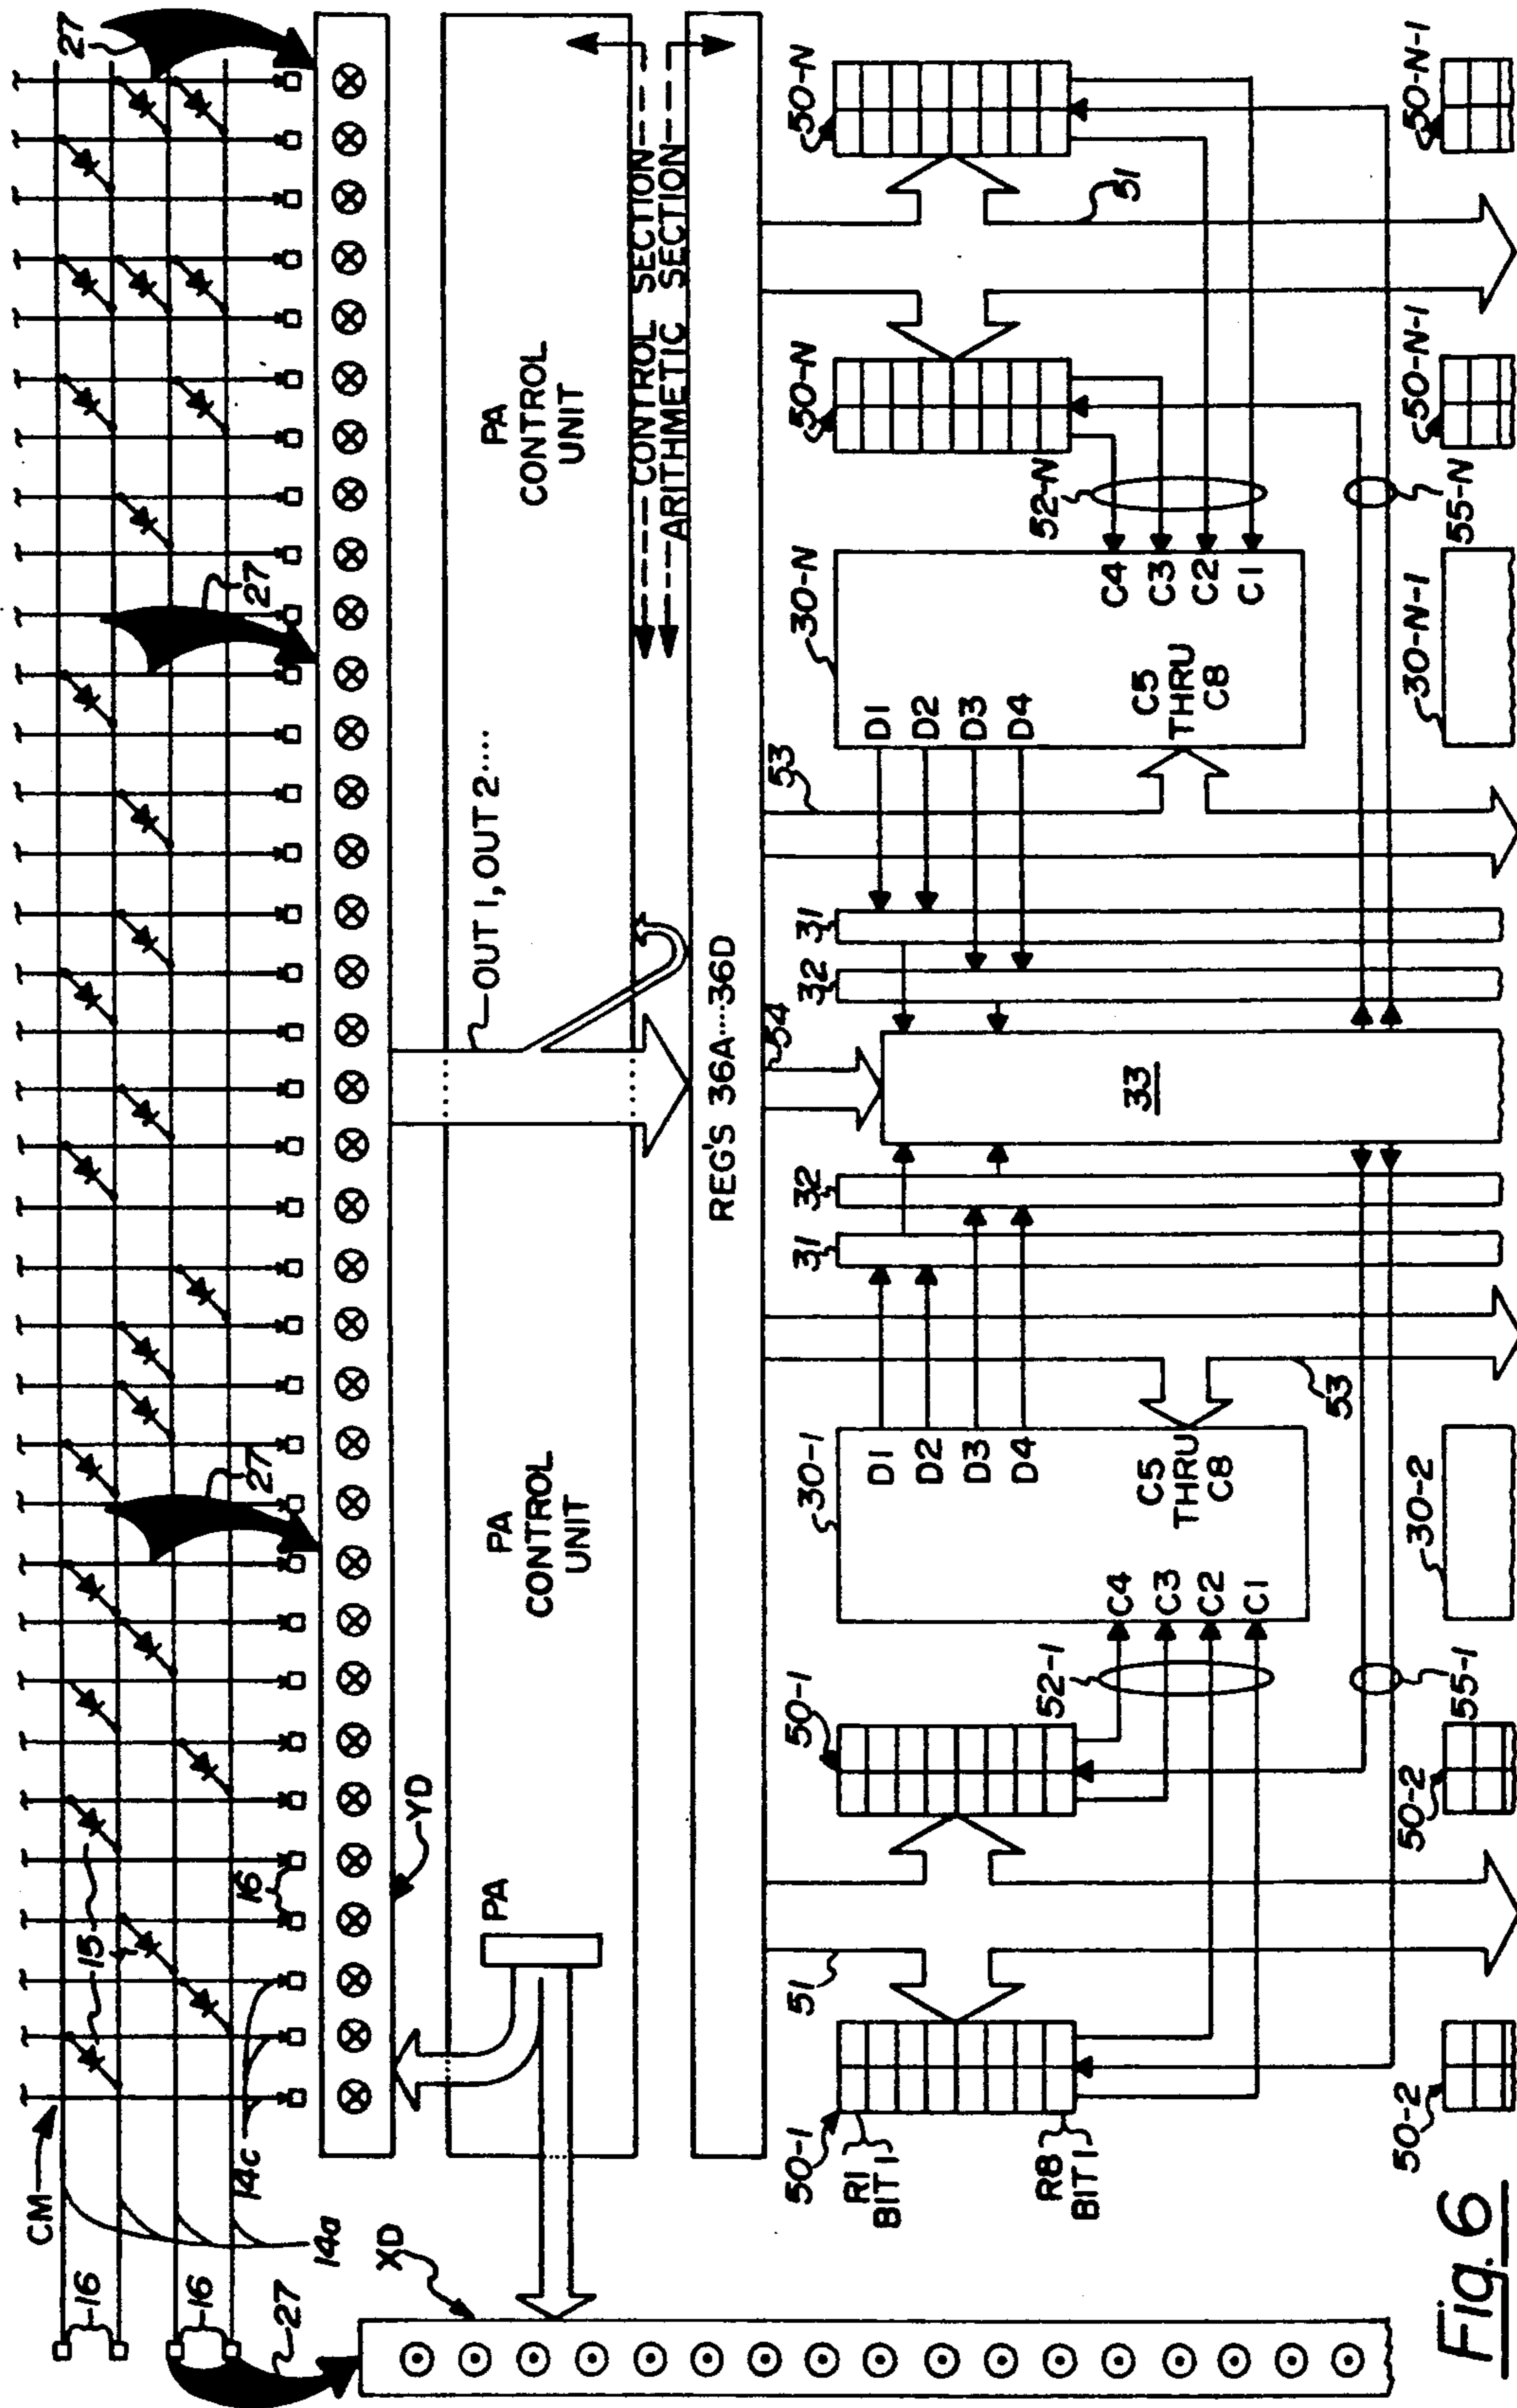 CM
16
16
27
14a
14c
15
16
27
27
27
XD
YD
PA
PA
CONTROL
UNIT
OUT 1, OUT 2.....
PA
CONTROL
UNIT
CONTROL SECTION
ARITHMETIC SECTION
REG'S 36A....36D
50-1
R1
BIT 1
R8
BIT 1
51
50-1
52-1
55-1
30-1
C4
C3
C2
C1
D1
D2
D3
D4
C5
THRU
C8
53
31
32
54
33
32
31
53
30-N
D1
D2
D3
D4
C5
THRU
C8
C4
C3
C2
C1
52-N
55-N
50-N
51
50-N
50-2
50-2
30-2
30-N-1
50-N-1
50-N-1
Fig. 6